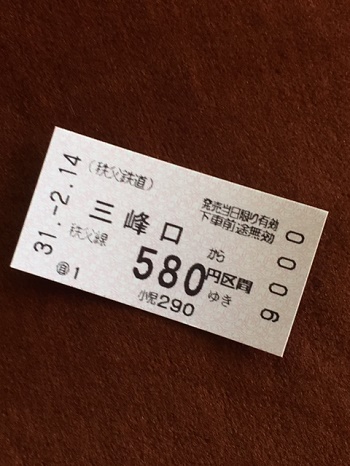 31.-2.14
(秩父鉄道)
発売当日限り有効
下車前途無効
三峰口
秩父線
から
580円区間
ゆき
小児290
㊂1
9000